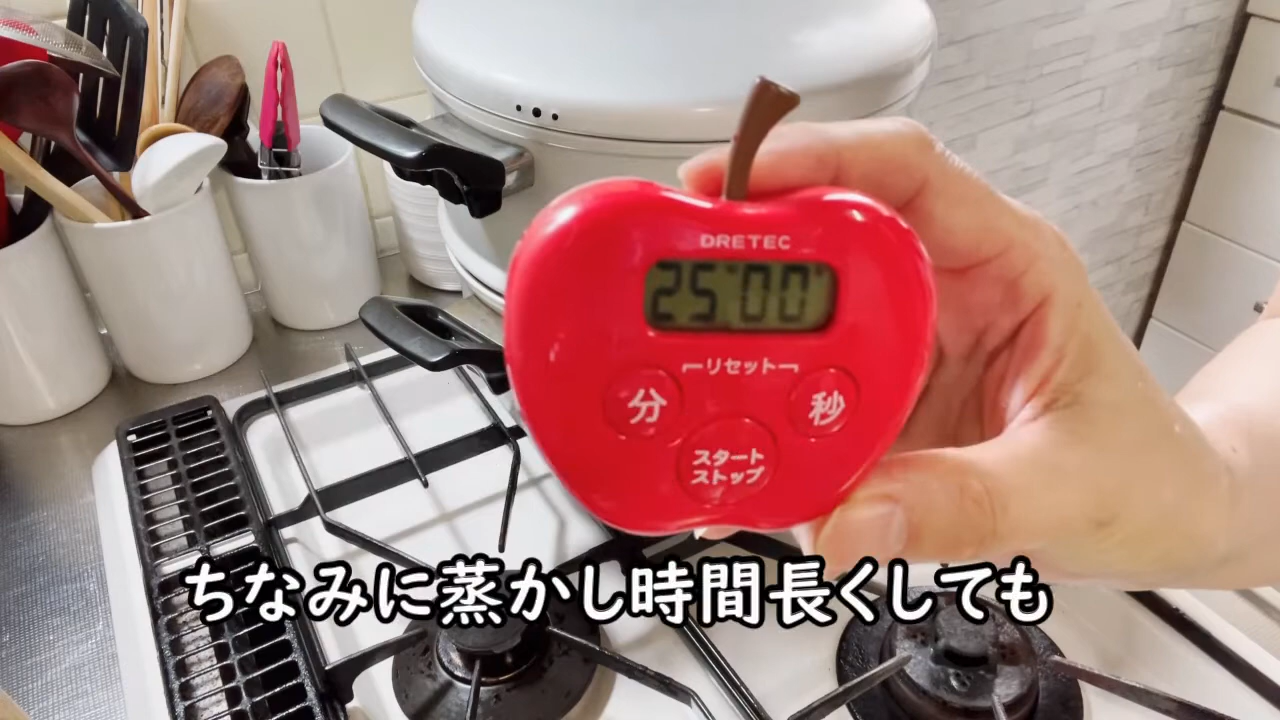 DRETEC
25'00"
リセット
分
秒
スタート
ストップ
ちなみに蒸かし時間長くしても